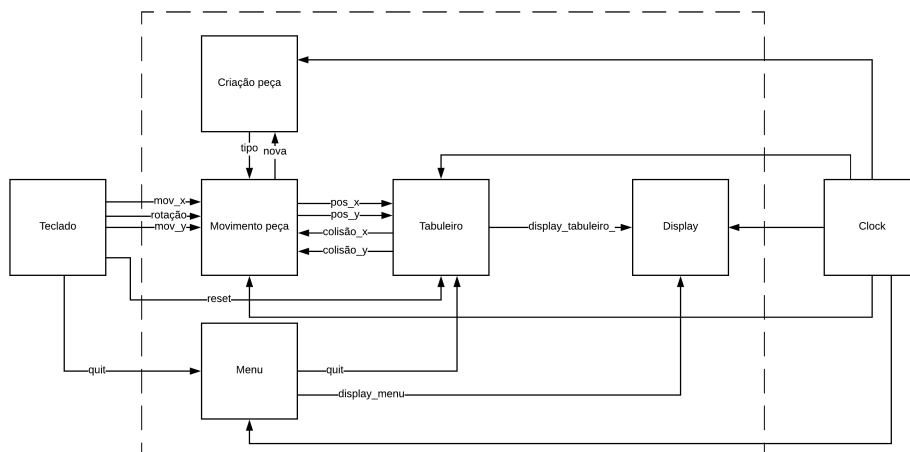 Criação peça
tipo
nova
Teclado
mov_x
rotação
mov_y
Movimento peça
pos_x
pos_y
colisão_x
colisão_y
Tabuleiro
display_tabuleiro_
Display
Clock
reset
quit
Menu
quit
display_menu